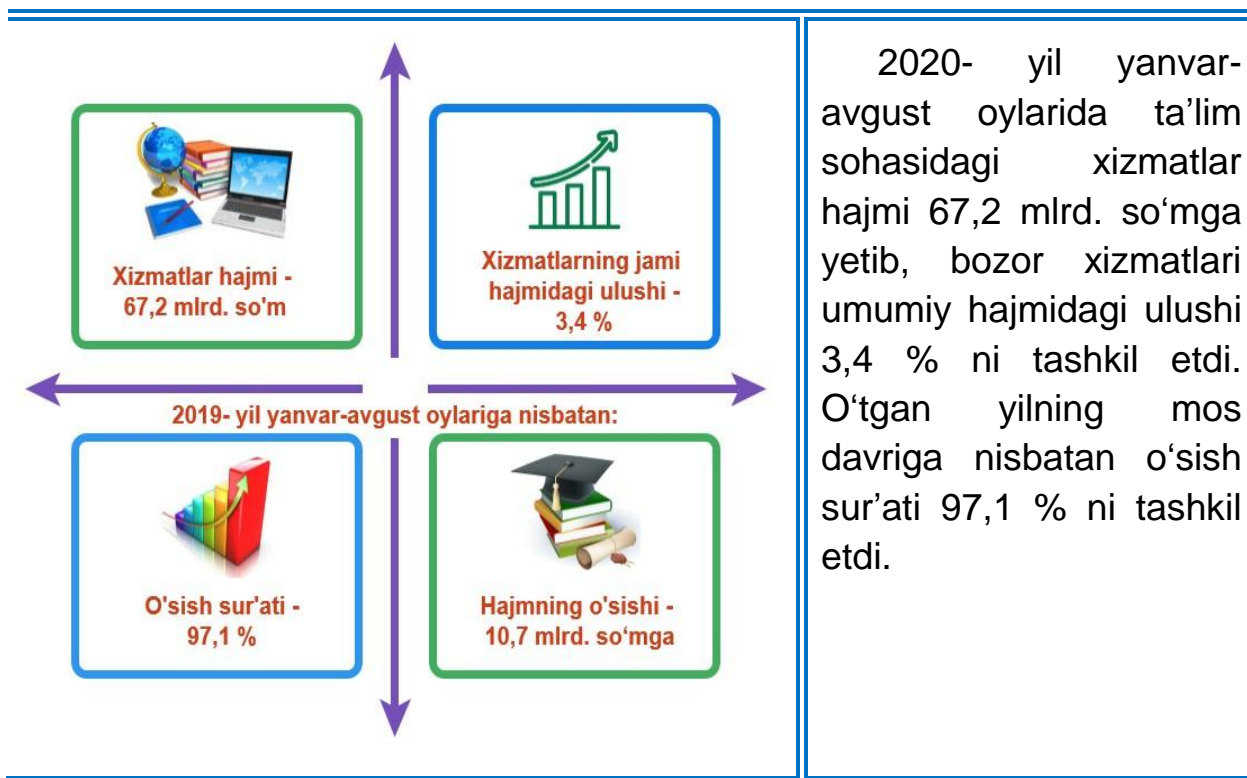 Xizmatlar hajmi -
67,2 mlrd. so'm
Xizmatlarning jami
hajmidagi ulushi -
3,4 %
2019- yil yanvar-avgust oylariga nisbatan:
O'sish sur'ati -
97,1 %
Hajmning o'sishi -
10,7 mlrd. so‘mga
2020- yil yanvar-
avgust oylarida ta’lim
sohasidagi xizmatlar
hajmi 67,2 mlrd. so‘mga
yetib, bozor xizmatlari
umumiy hajmidagi ulushi
3,4 % ni tashkil etdi.
O‘tgan yilning mos
davriga nisbatan o‘sish
sur’ati 97,1 % ni tashkil
etdi.